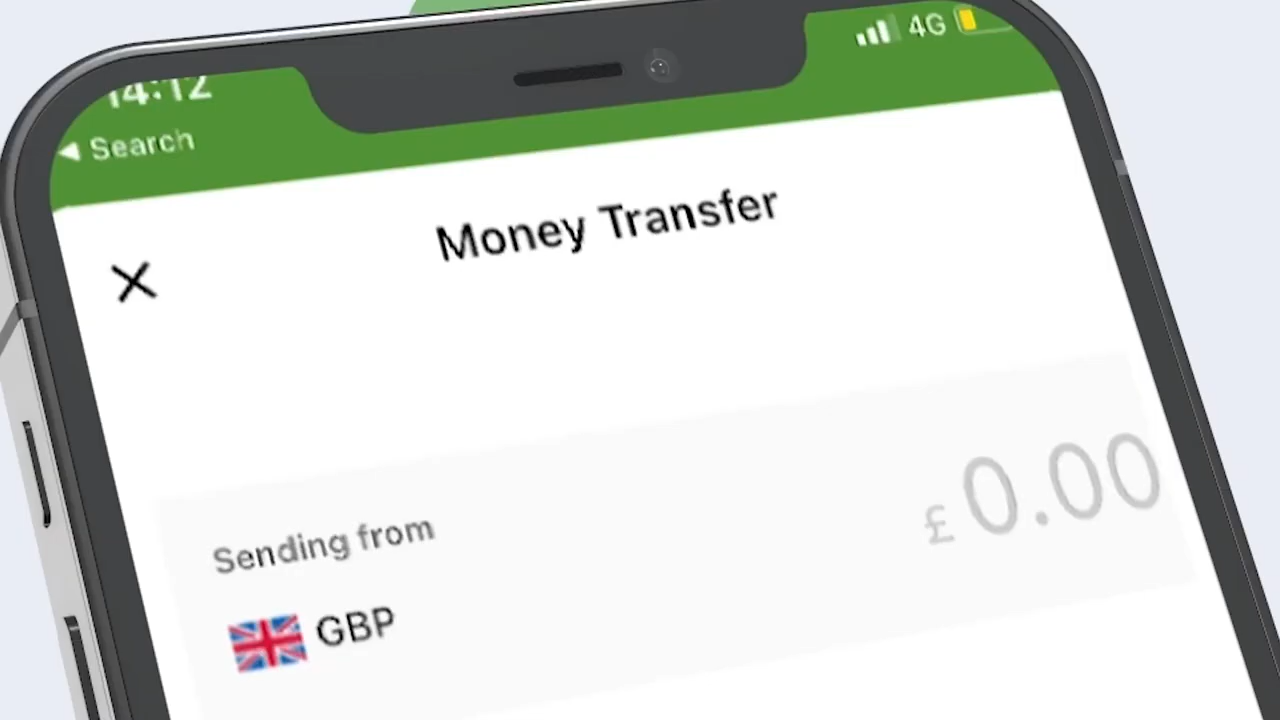 14:12
4G
◀ Search
Money Transfer
£ 0.00
Sending from
GBP